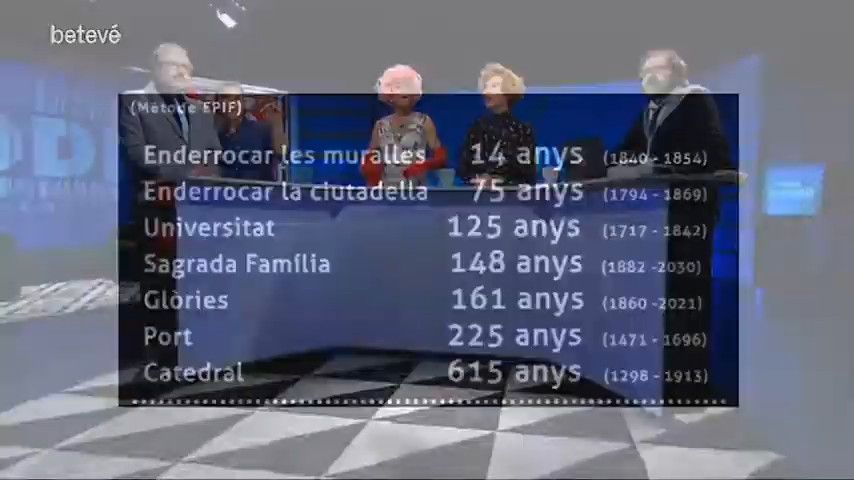 betevé
(Mètode EPIF)
Enderrocar les muralles 14 anys (1840 - 1854)
Enderrocar la ciutadella 75 anys (1794 - 1869)
Universitat 125 anys (1717 - 1842)
Sagrada Família 148 anys (1882 -2030)
Glòries 161 anys (1860 -2021)
Port 225 anys (1471 - 1696)
Catedral 615 anys (1298 - 1913)